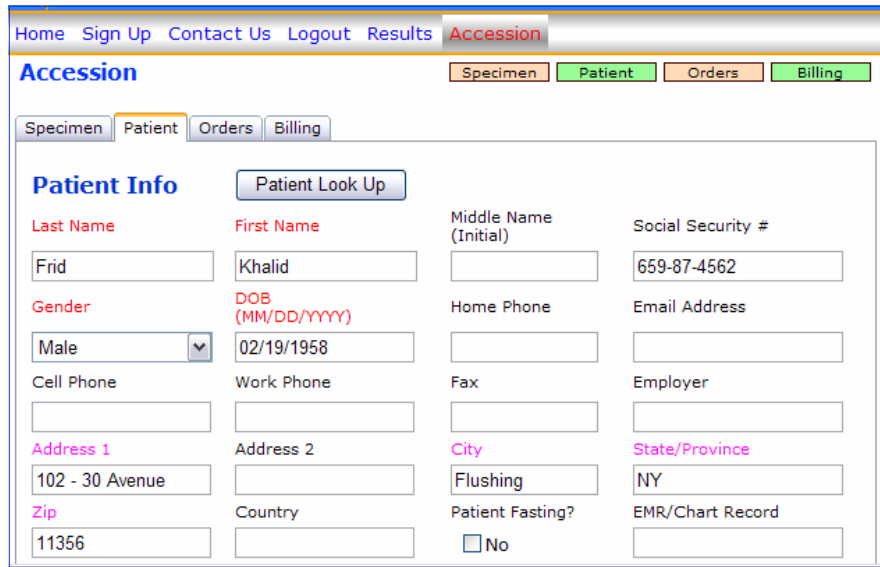 Home Sign Up Contact Us Logout Results Accession
Accession Specimen Patient Orders Billing
Specimen Patient Orders Billing
Patient Info Patient Look Up
Last Name First Name Middle Name (Initial) Social Security #
Frid Khalid 659-87-4562
Gender DOB (MM/DD/YYYY) Home Phone Email Address
Male 02/19/1958
Cell Phone Work Phone Fax Employer
Address 1 Address 2 City State/Province
102 - 30 Avenue Flushing NY
Zip Country Patient Fasting? EMR/Chart Record
11356 No